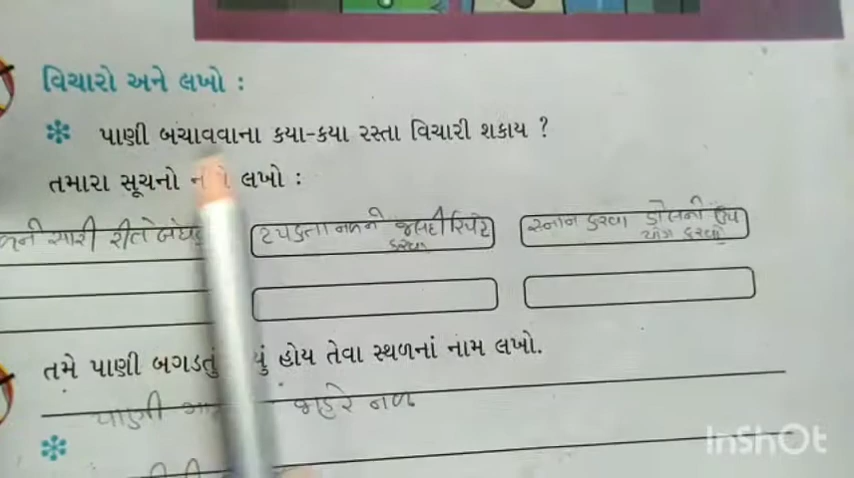 વિચારો અને લખો :
પાણી બચાવવાના કયા-કયા રસ્તા વિચારી શકાય ?
તમારા સૂચનો લખો :
સારી રીતે ટપકતા નળને જલદી રિપેર કરવા સ્નાન કરવા ડોલનો ઉપયોગ કરવો
તમે પાણી બગડતું હોય તેવા સ્થળનાં નામ લખો.
પાણી જાહેર નળ
InShOt